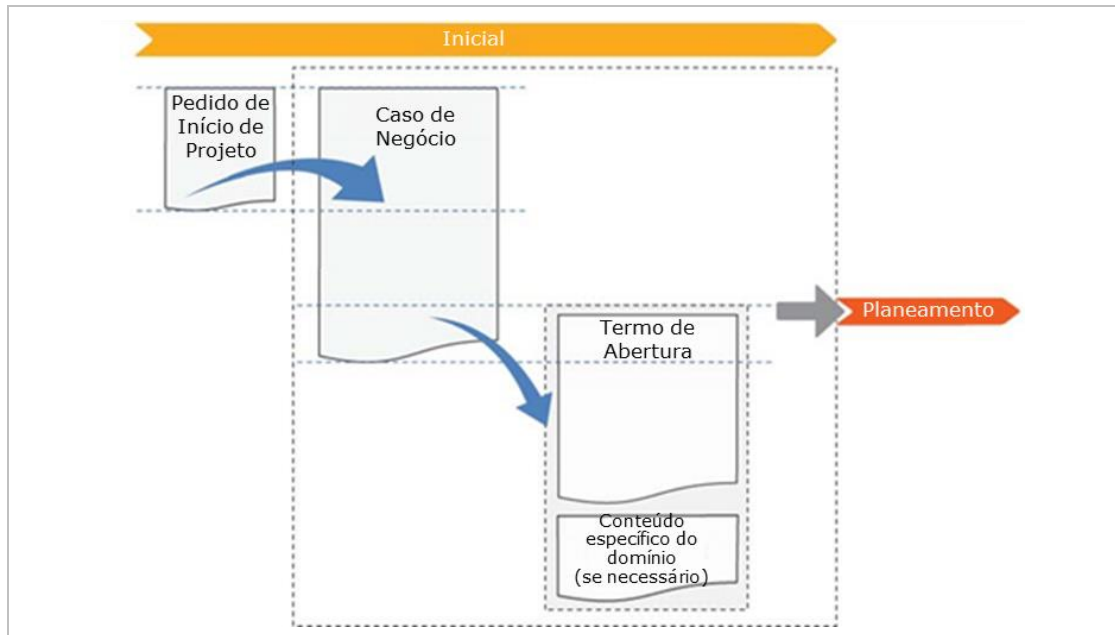 Inicial
Pedido de
Início de
Projeto
Caso de
Negócio
Planeamento
Termo de
Abertura
Conteúdo
específico do
domínio
(se necessário)